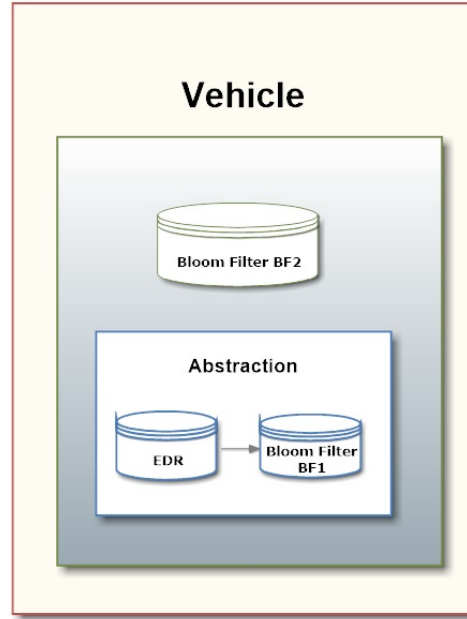 Vehicle
Bloom Filter BF2
Abstraction
EDR
Bloom Filter
BF1